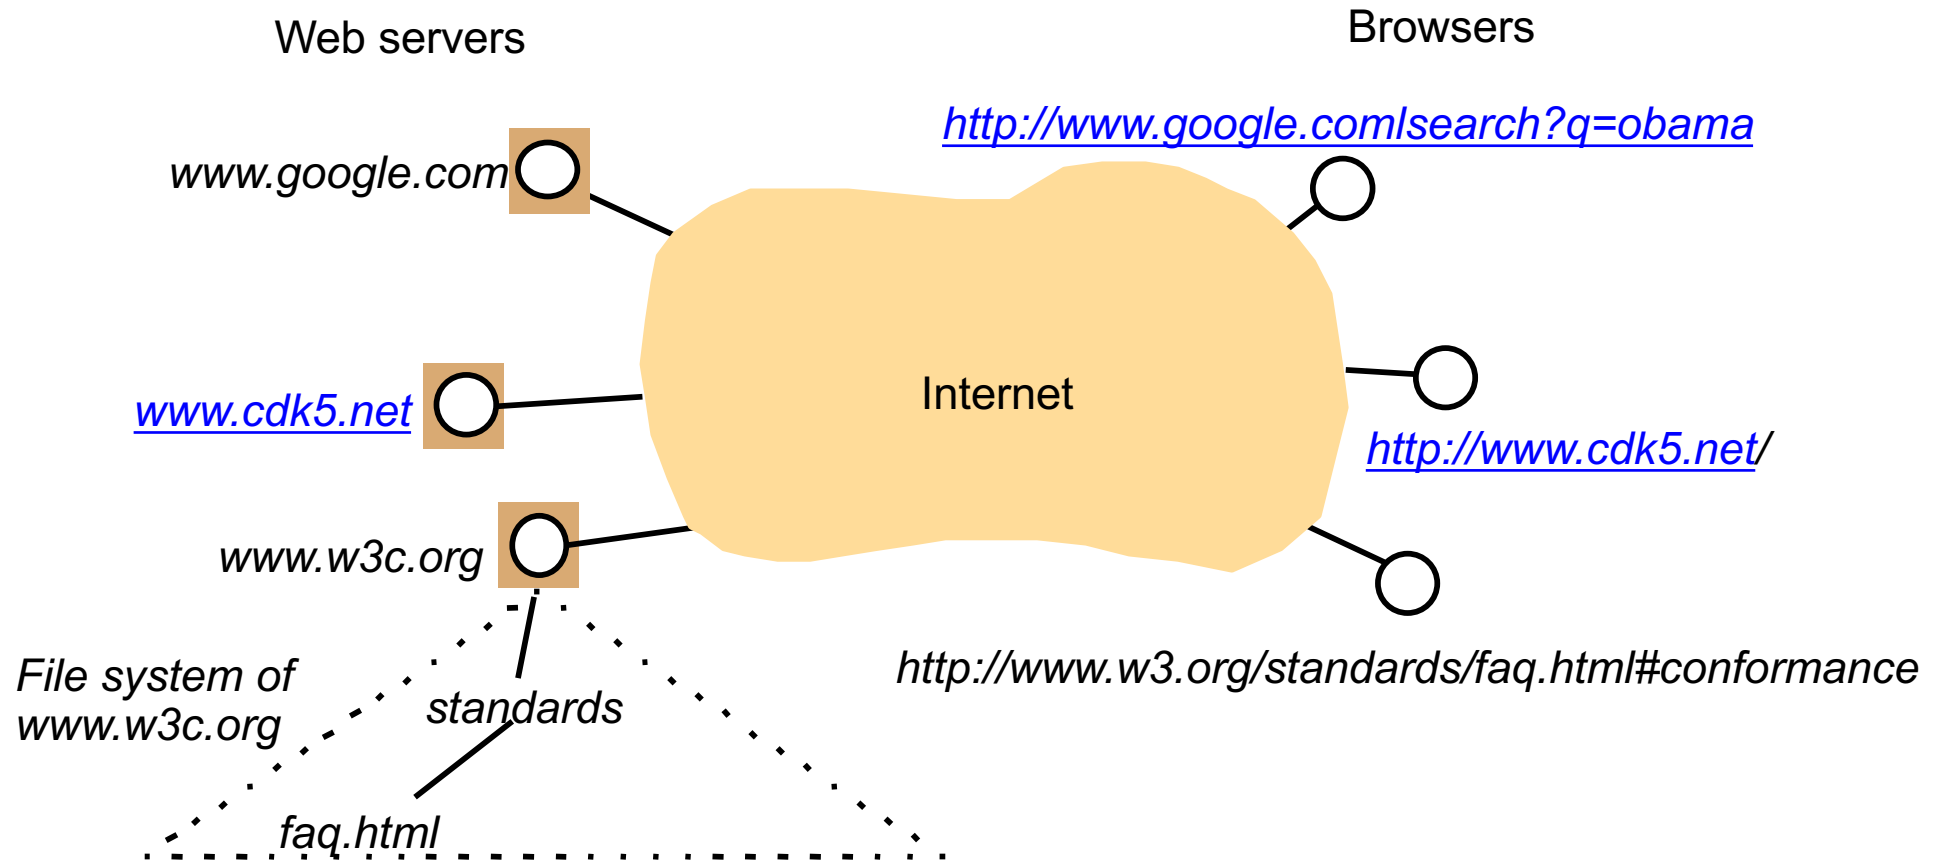 Web servers
Browsers
http://www.google.comlsearch?q=obama
www.google.com
Internet
www.cdk5.net
http://www.cdk5.net/
www.w3c.org
http://www.w3.org/standards/faq.html#conformance
File system of
www.w3c.org
standards
faq.html